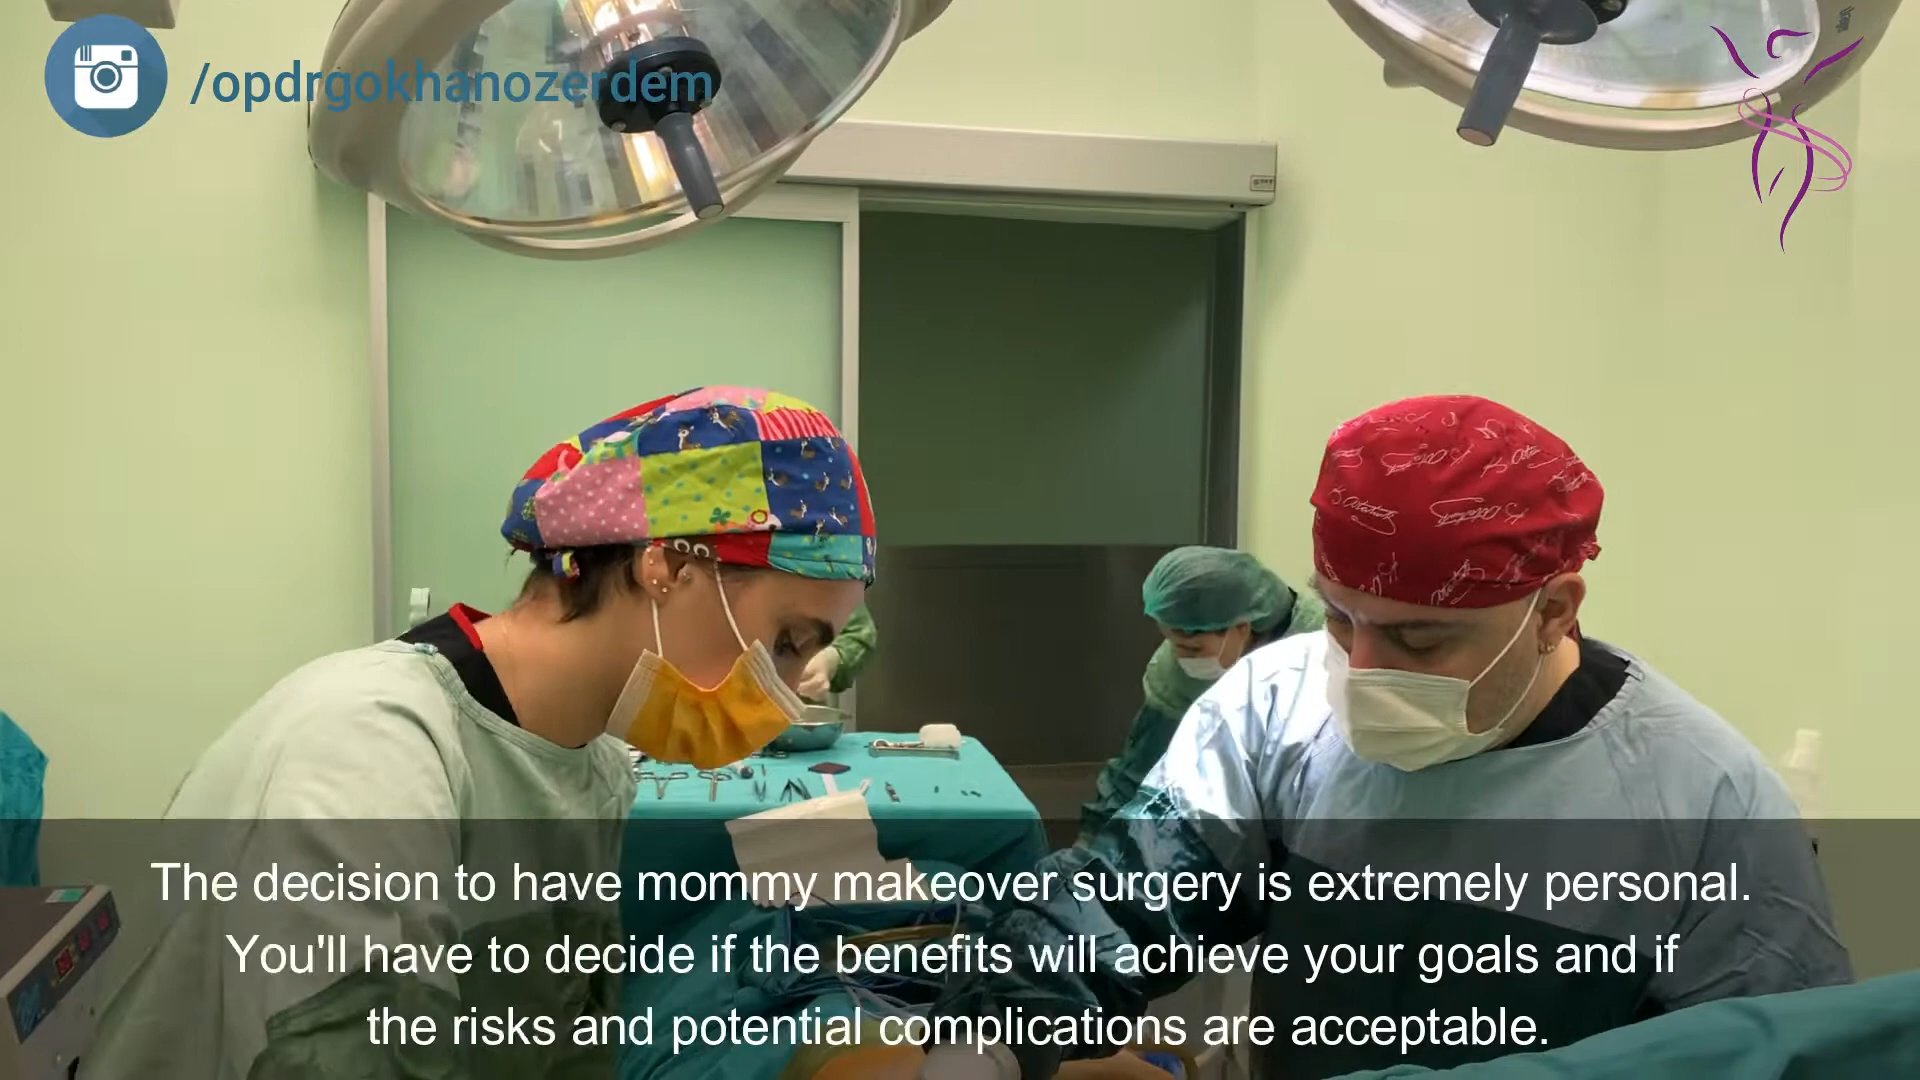 /opdrgokhanozerdem
The decision to have mommy makeover surgery is extremely personal.
You'll have to decide if the benefits will achieve your goals and if
the risks and potential complications are acceptable.